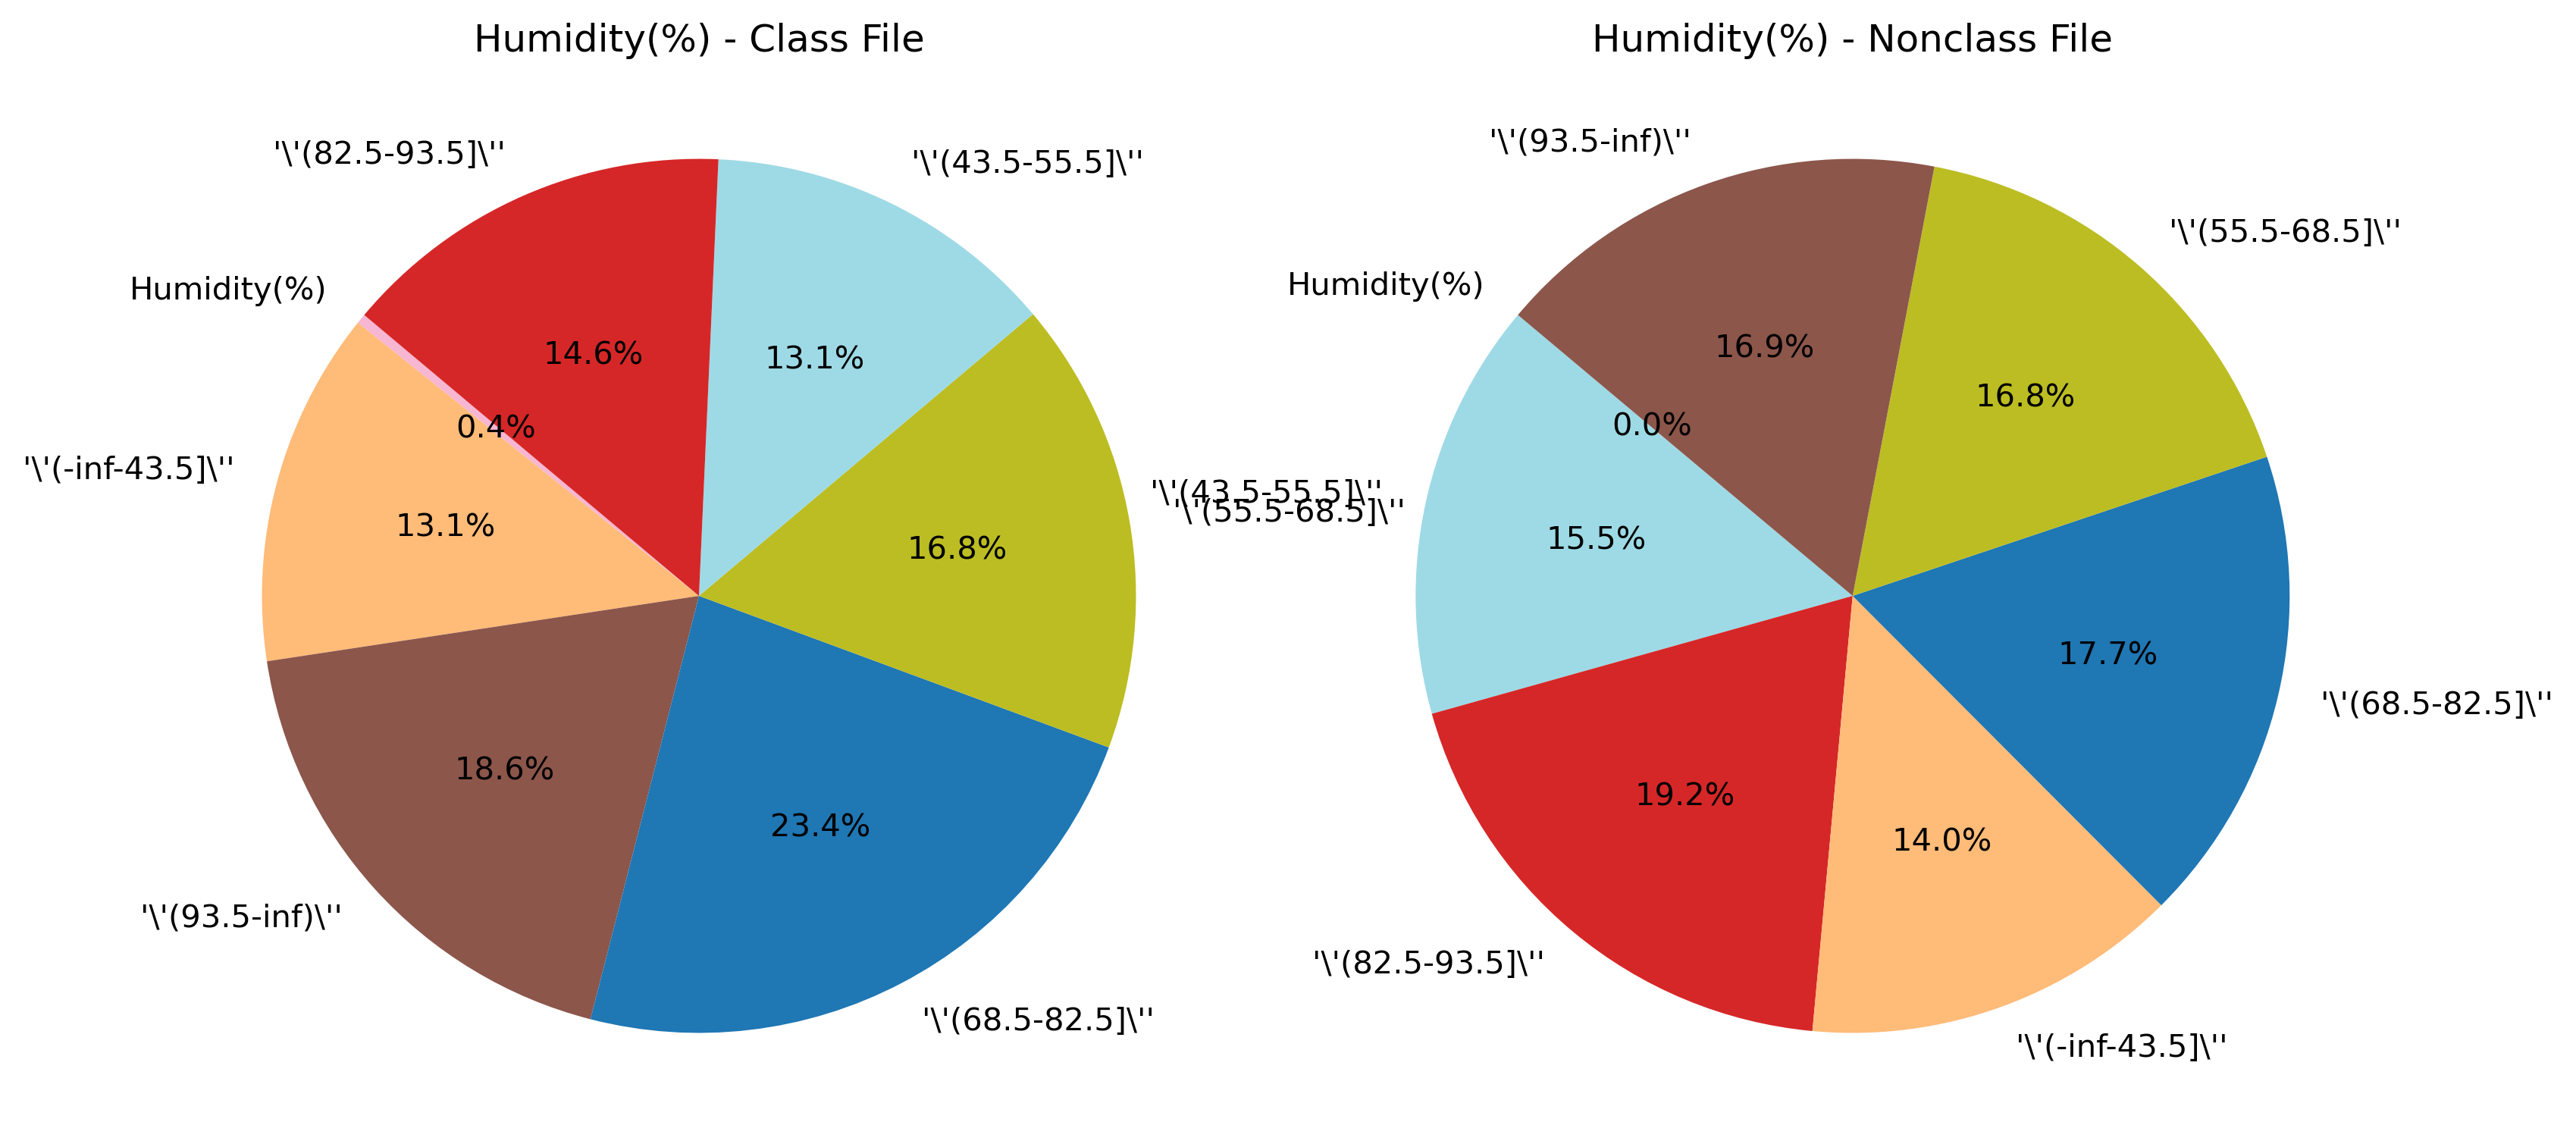 Humidity(%) - Class File
'\'(82.5-93.5]\''
'\'(43.5-55.5]\''
Humidity(%)
14.6%
13.1%
0.4%
'\'(-inf-43.5]\''
13.1%
16.8%
'\'(55.5-68.5]\''
18.6%
23.4%
'\'(93.5-inf)\''
'\'(68.5-82.5]\''
Humidity(%) - Nonclass File
'\'(93.5-inf)\''
'\'(55.5-68.5]\''
Humidity(%)
16.9%
16.8%
0.0%
'\'(43.5-55.5]\''
15.5%
17.7%
'\'(68.5-82.5]\''
19.2%
14.0%
'\'(82.5-93.5]\''
'\'(-inf-43.5]\''